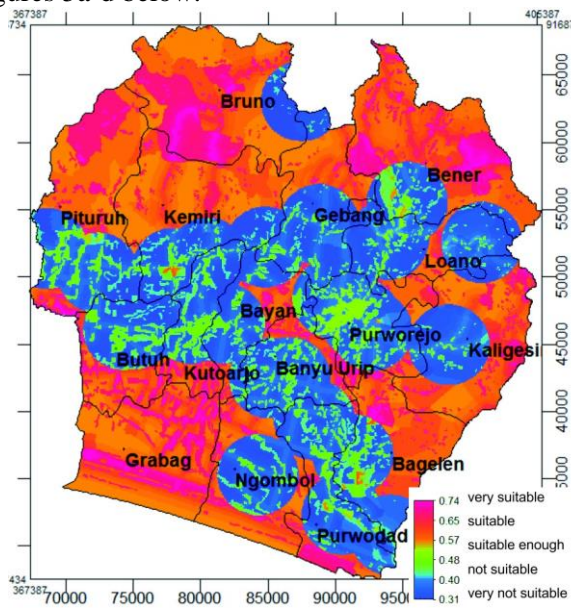 367387 405387
734 9168
Bruno
65000
60000
Bener
55000
Pituruh Kemiri Gebang
Loano
50000
Bayan
Purworejo
Kaligesi
45000
Butuh
Kutoarjo Banyu Urip
40000
Grabag Bagelen
5000
Ngombol
Purwodad
0.74 very suitable
0.65 suitable
0.57 suitable enough
0.48
0.40 not suitable
0.31 very not suitable
434
367387
70000 75000 80000 85000 90000 9500